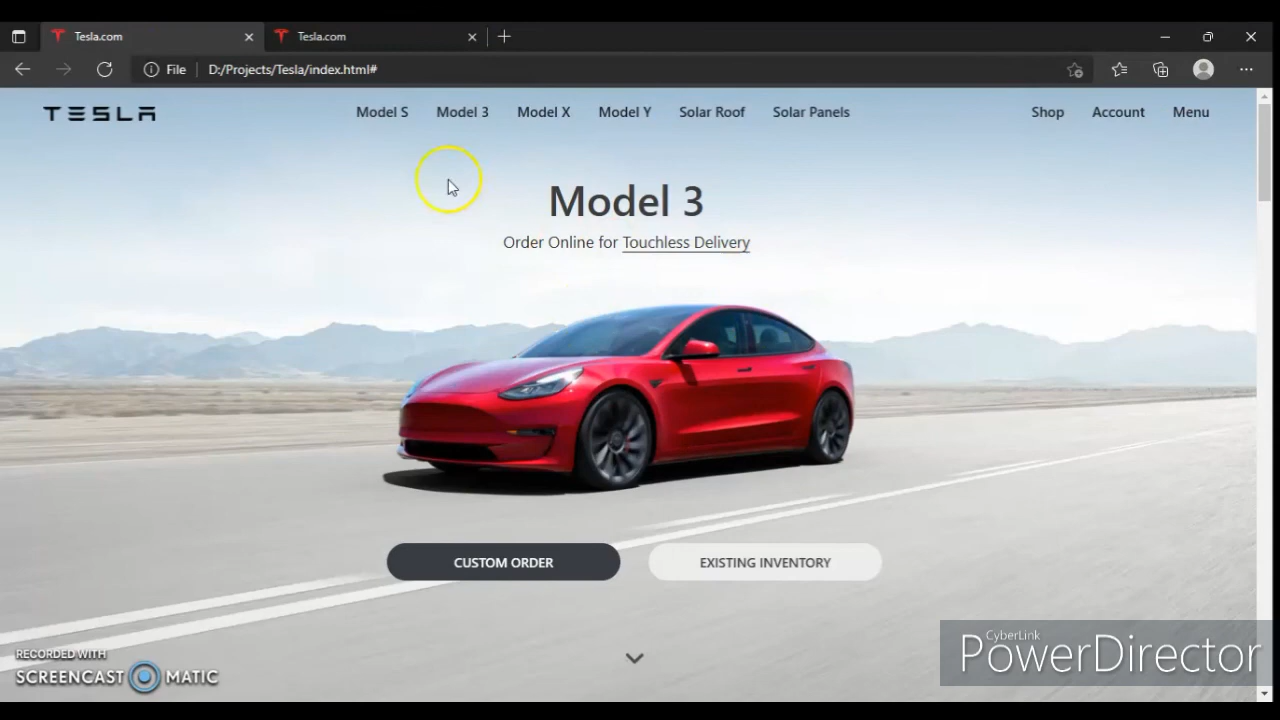 Tesla.com Tesla.com
File D:/Projects/Tesla/index.html#
TESLA Model S Model 3 Model X Model Y Solar Roof Solar Panels Shop Account Menu
Model 3
Order Online for Touchless Delivery
CUSTOM ORDER EXISTING INVENTORY
RECORDED WITH
SCREENCAST MATIC
CyberLink
PowerDirector